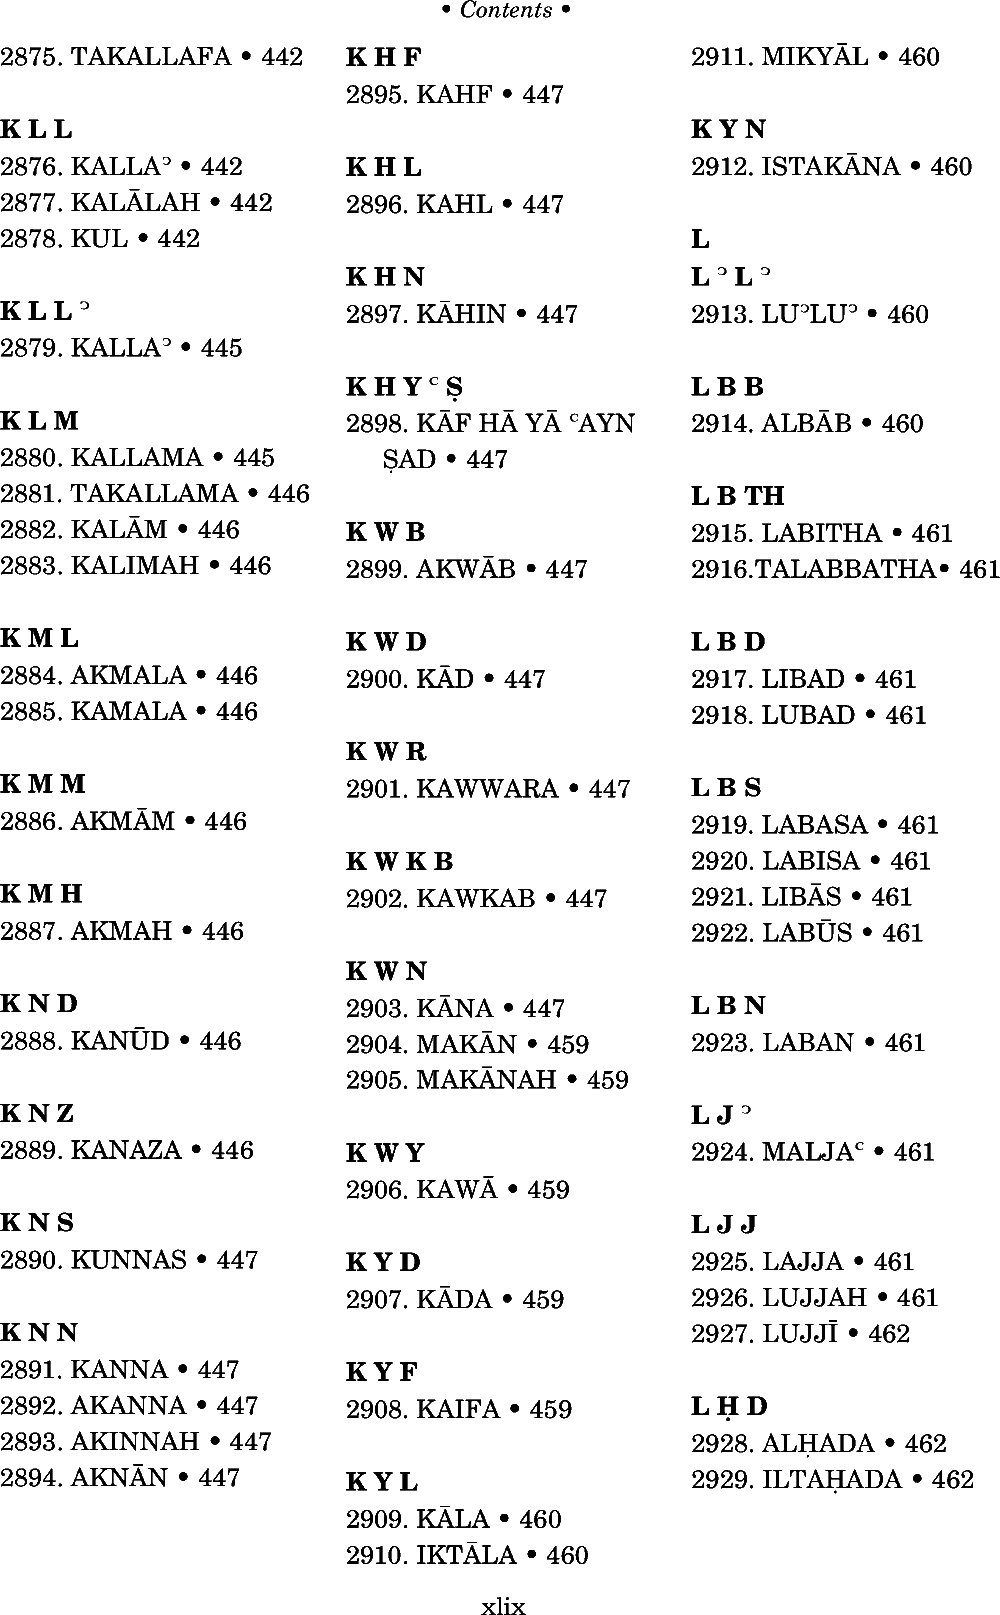 • Contents •
2875. TAKALLAFA • 442
K L L
2876. KALLAᵓ • 442
2877. KALĀLAH • 442
2878. KUL • 442
K L L ᵓ
2879. KALLAᵓ • 445
K L M
2880. KALLAMA • 445
2881. TAKALLAMA • 446
2882. KALĀM • 446
2883. KALIMAH • 446
K M L
2884. AKMALA • 446
2885. KAMALA • 446
K M M
2886. AKMĀM • 446
K M H
2887. AKMAH • 446
K N D
2888. KANŪD • 446
K N Z
2889. KANAZA • 446
K N S
2890. KUNNAS • 447
K N N
2891. KANNA • 447
2892. AKANNA • 447
2893. AKINNAH • 447
2894. AKNĀN • 447
K H F
2895. KAHF • 447
K H L
2896. KAHL • 447
K H N
2897. KĀHIN • 447
K H Y ᶜ Ṣ
2898. KĀF HĀ YĀ ᶜAYN
ṢAD • 447
K W B
2899. AKWĀB • 447
K W D
2900. KĀD • 447
K W R
2901. KAWWARA • 447
K W K B
2902. KAWKAB • 447
K W N
2903. KĀNA • 447
2904. MAKĀN • 459
2905. MAKĀNAH • 459
K W Y
2906. KAWĀ • 459
K Y D
2907. KĀDA • 459
K Y F
2908. KAIFA • 459
K Y L
2909. KĀLA • 460
2910. IKTĀLA • 460
2911. MIKYĀL • 460
K Y N
2912. ISTAKĀNA • 460
L
L ᵓ L ᵓ
2913. LUᵓLUᵓ • 460
L B B
2914. ALBĀB • 460
L B TH
2915. LABITHA • 461
2916.TALABBATHA• 461
L B D
2917. LIBAD • 461
2918. LUBAD • 461
L B S
2919. LABASA • 461
2920. LABISA • 461
2921. LIBĀS • 461
2922. LABŪS • 461
L B N
2923. LABAN • 461
L J ᵓ
2924. MALJAᶜ • 461
L J J
2925. LAJJA • 461
2926. LUJJAH • 461
2927. LUJJĪ • 462
L Ḥ D
2928. ALḤADA • 462
2929. ILTAḤADA • 462
xlix